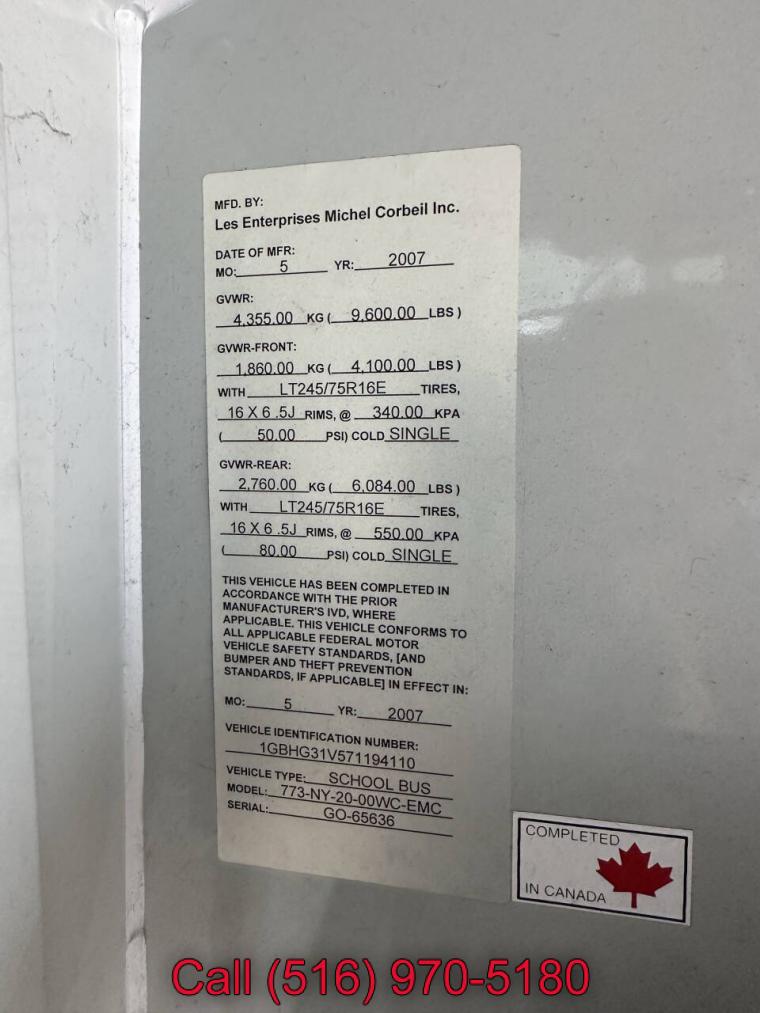 MFD. BY:
Les Enterprises Michel Corbeil Inc.
DATE OF MFR:
MO: 5 YR: 2007
GVWR:
4,355.00 KG ( 9,600.00 LBS )
GVWR-FRONT:
1,860.00 KG ( 4,100.00 LBS )
WITH LT245/75R16E TIRES,
16 X 6 .5J RIMS, @ 340.00 KPA
( 50.00 PSI) COLD SINGLE
GVWR-REAR:
2,760.00 KG ( 6,084.00 LBS )
WITH LT245/75R16E TIRES,
16 X 6 .5J RIMS, @ 550.00 KPA
( 80.00 PSI) COLD SINGLE
THIS VEHICLE HAS BEEN COMPLETED IN
ACCORDANCE WITH THE PRIOR
MANUFACTURER'S IVD, WHERE
APPLICABLE. THIS VEHICLE CONFORMS TO
ALL APPLICABLE FEDERAL MOTOR
VEHICLE SAFETY STANDARDS, [AND
BUMPER AND THEFT PREVENTION
STANDARDS, IF APPLICABLE] IN EFFECT IN:
MO: 5 YR: 2007
VEHICLE IDENTIFICATION NUMBER:
1GBHG31V571194110
VEHICLE TYPE: SCHOOL BUS
MODEL: 773-NY-20-00WC-EMC
SERIAL: GO-65636
COMPLETED
IN CANADA
Call (516) 970-5180